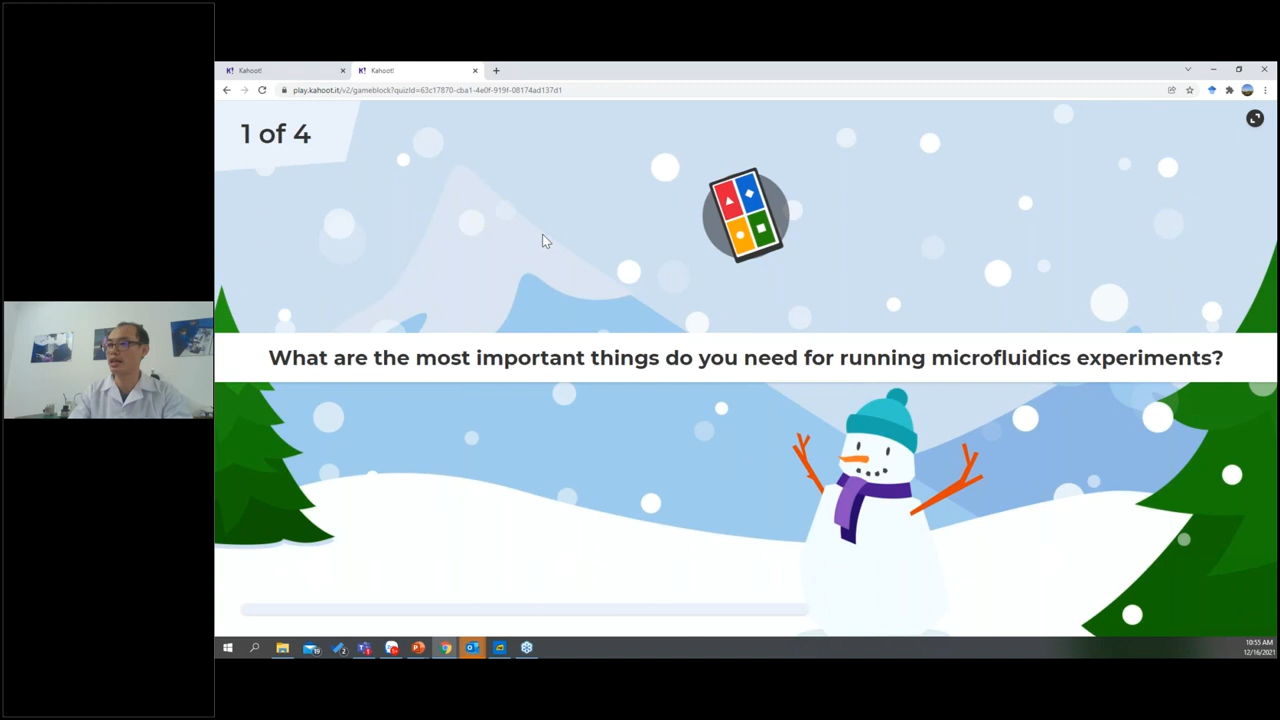 Kahoot!
Kahoot!
play.kahoot.it/v2/gameblock?quizId=63c17870-cba1-4e0f-919f-08174ad137d1
1 of 4
What are the most important things do you need for running microfluidics experiments?
10:55 AM
12/16/2021